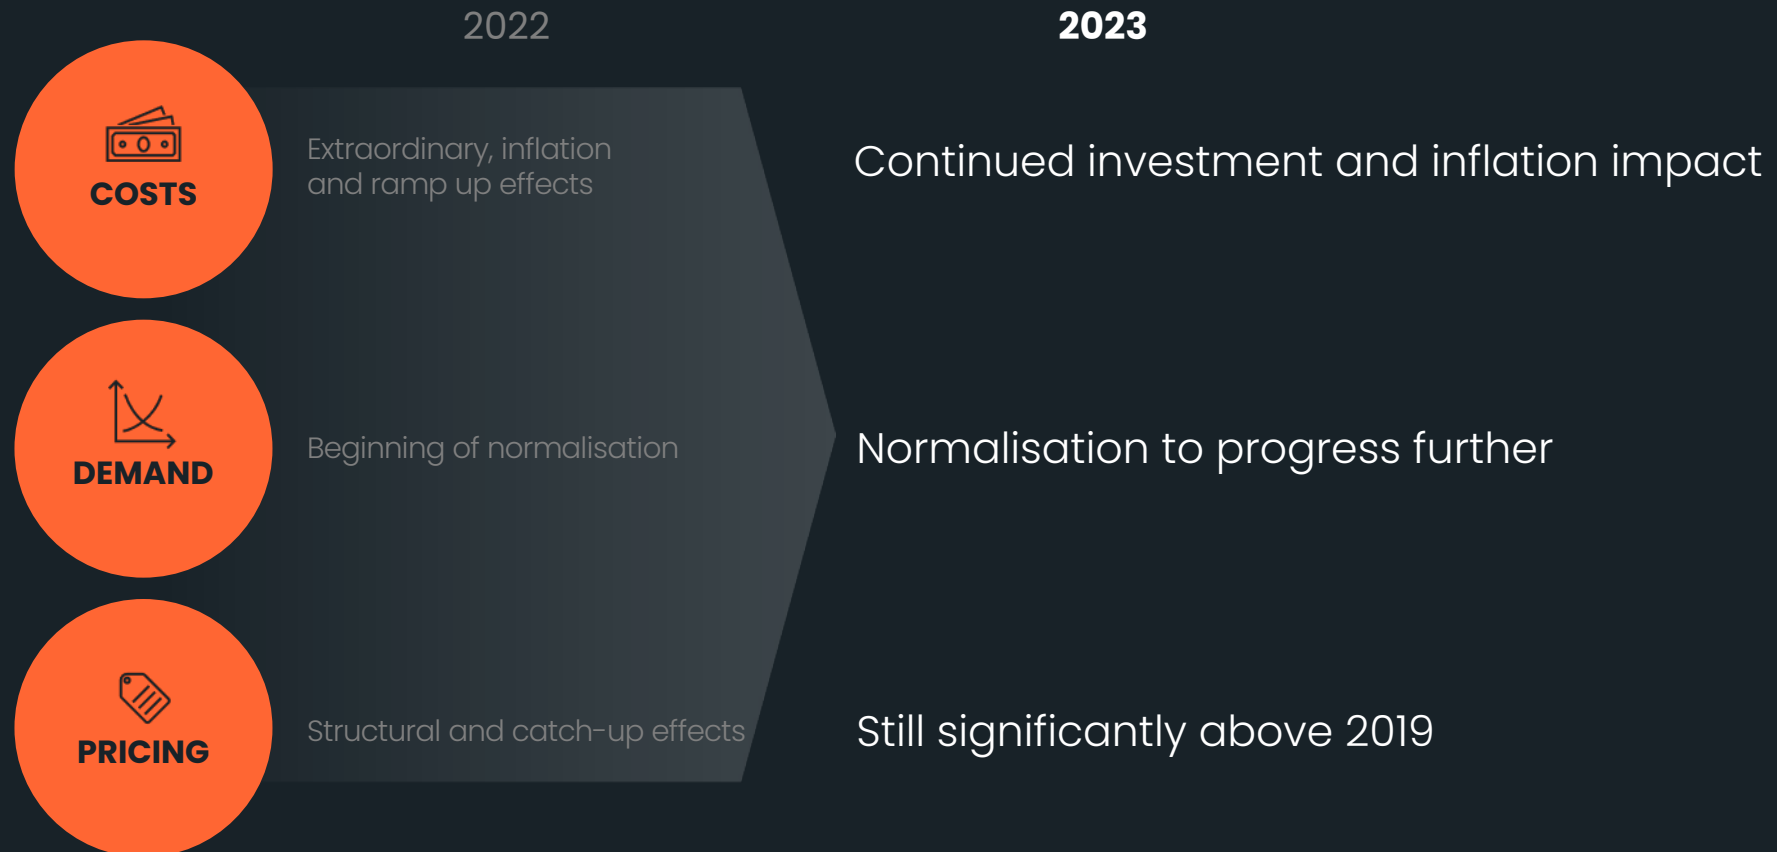 2022
2023
COSTS
Extraordinary, inflation
and ramp up effects
Continued investment and inflation impact
DEMAND
Beginning of normalisation
Normalisation to progress further
PRICING
Structural and catch-up effects
Still significantly above 2019